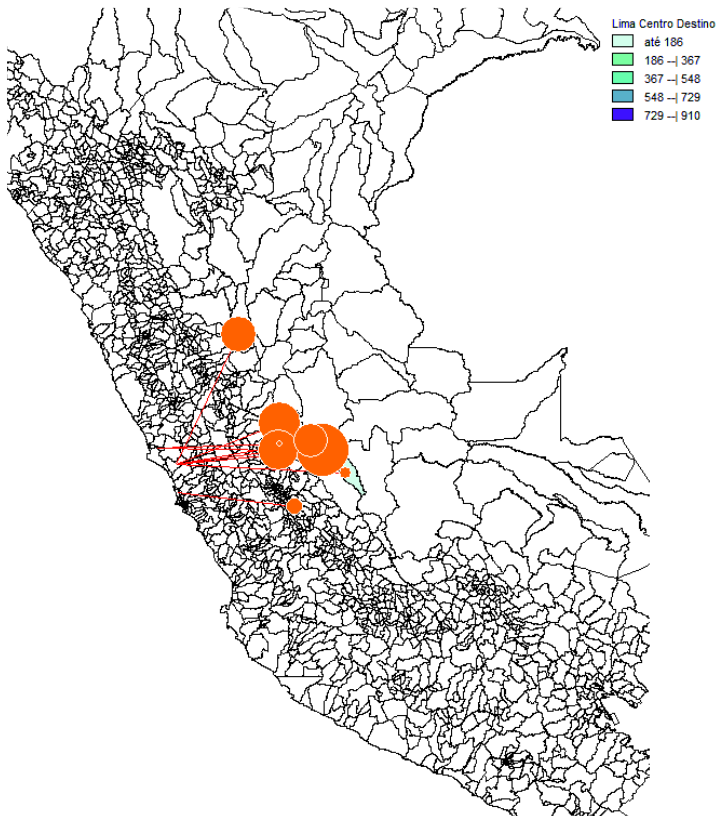 Lima Centro Destino
até 186
186 --| 367
367 --| 548
548 --| 729
729 --| 910